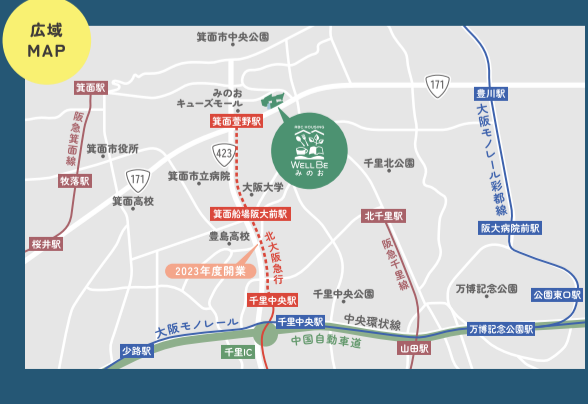 広域
MAP
箕面市中央公園
171
箕面駅
みのお
キューズモール
豊川駅
箕面萱野駅
BBC HOUSING
WELL BE
みのお
阪急箕面線
箕面市役所
423
大阪モノレール彩都線
千里北公園
牧落駅
171
箕面市立病院
大阪大学
箕面高校
箕面船場阪大前駅
北千里駅
阪大病院前駅
豊島高校
桜井駅
北大阪急行
阪急千里線
2023年度開業
万博記念公園
千里中央公園
公園東口駅
千里中央駅
大阪モノレール
千里中央駅
中央環状線
万博記念公園駅
中国自動車道
少路駅
千里IC
山田駅